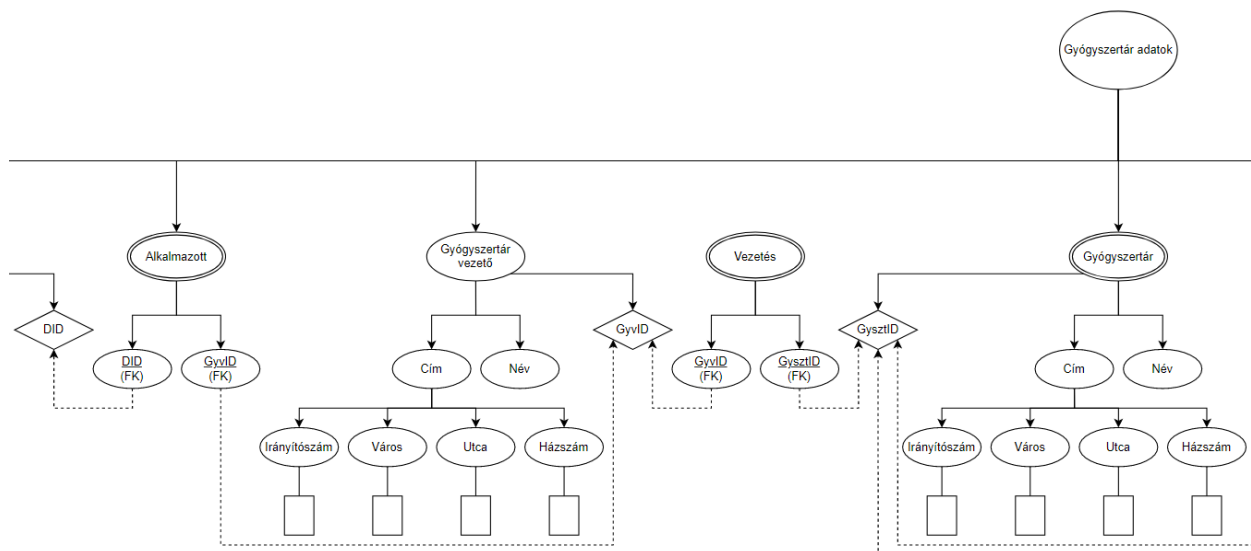 Gyógyszertár adatok
Alkalmazott
Gyógyszertár
vezető
Vezetés
Gyógyszertár
DID
GyvID
GysztID
DID
(FK)
GyvID
(FK)
Cím
Név
GyvID
(FK)
GysztID
(FK)
Cím
Név
Irányítószám
Város
Utca
Házszám
Irányítószám
Város
Utca
Házszám